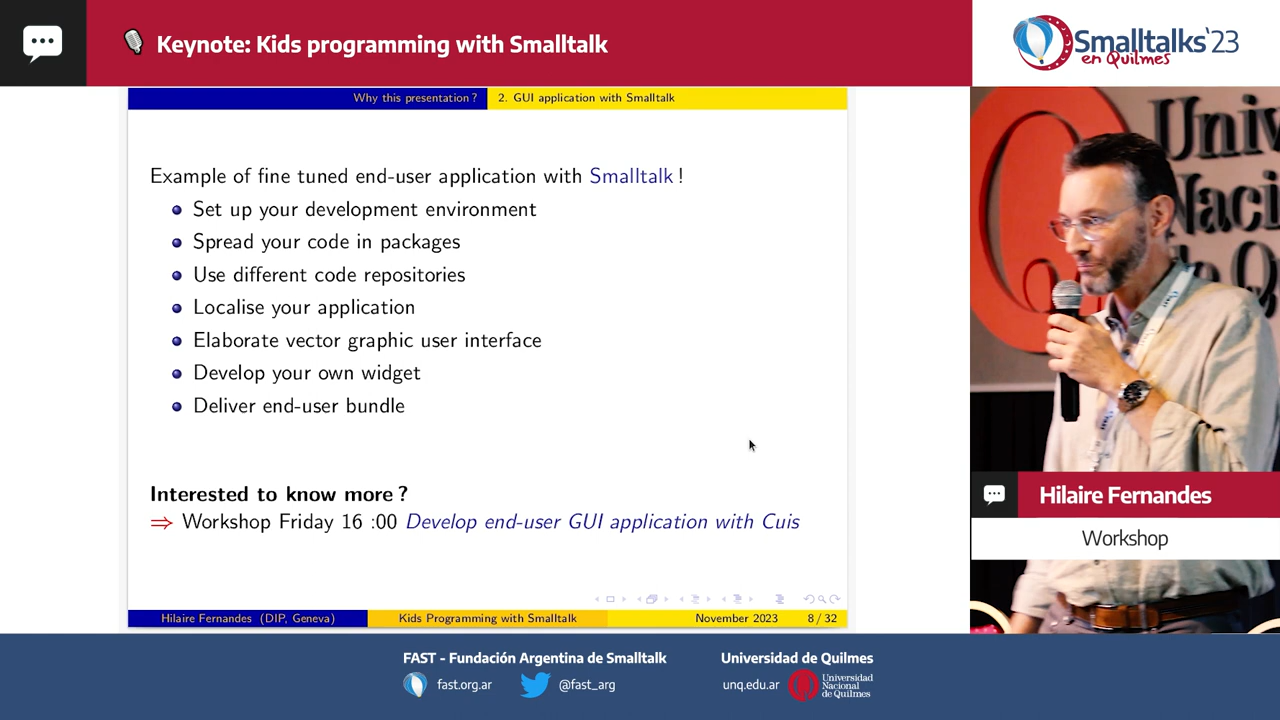 Keynote: Kids programming with Smalltalk
Smalltalks'23
en Quilmes
Why this presentation ?
2. GUI application with Smalltalk
Example of fine tuned end-user application with Smalltalk !
Set up your development environment
Spread your code in packages
Use different code repositories
Localise your application
Elaborate vector graphic user interface
Develop your own widget
Deliver end-user bundle
Interested to know more ?
⇒ Workshop Friday 16 :00 Develop end-user GUI application with Cuis
Hilaire Fernandes (DIP, Geneva)
Kids Programming with Smalltalk
November 2023
8 / 32
Univ
Naci
de Q
Hilaire Fernandes
Workshop
FAST - Fundación Argentina de Smalltalk
fast.org.ar
@fast_arg
Universidad de Quilmes
unq.edu.ar
Universidad
Nacional
de Quilmes